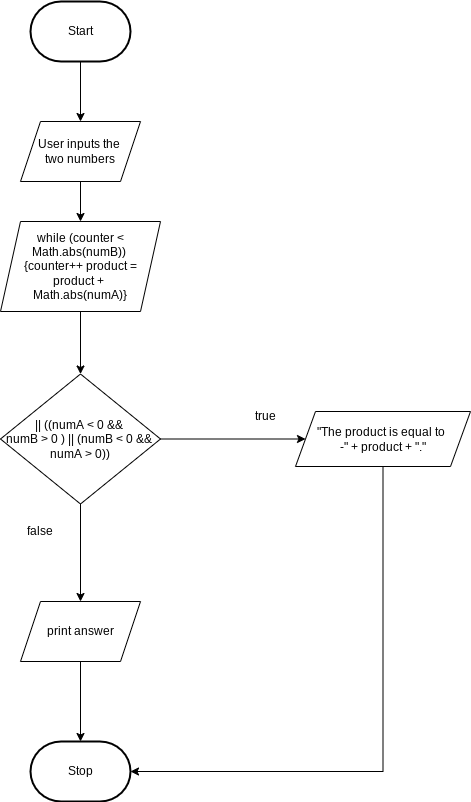 Start
User inputs the
two numbers
while (counter <
Math.abs(numB))
{counter++ product =
product +
Math.abs(numA)}
|| ((numA < 0 &&
numB > 0 ) || (numB < 0 &&
numA > 0))
true
"The product is equal to
-" + product + "."
false
print answer
Stop